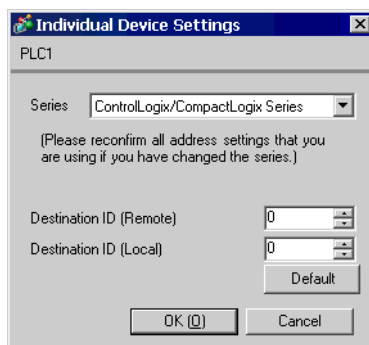 Individual Device Settings
PLC1
Series ControlLogix/CompactLogix Series
(Please reconfirm all address settings that you
are using if you have changed the series.)
Destination ID (Remote) 0
Destination ID (Local) 0
Default
OK (O) Cancel